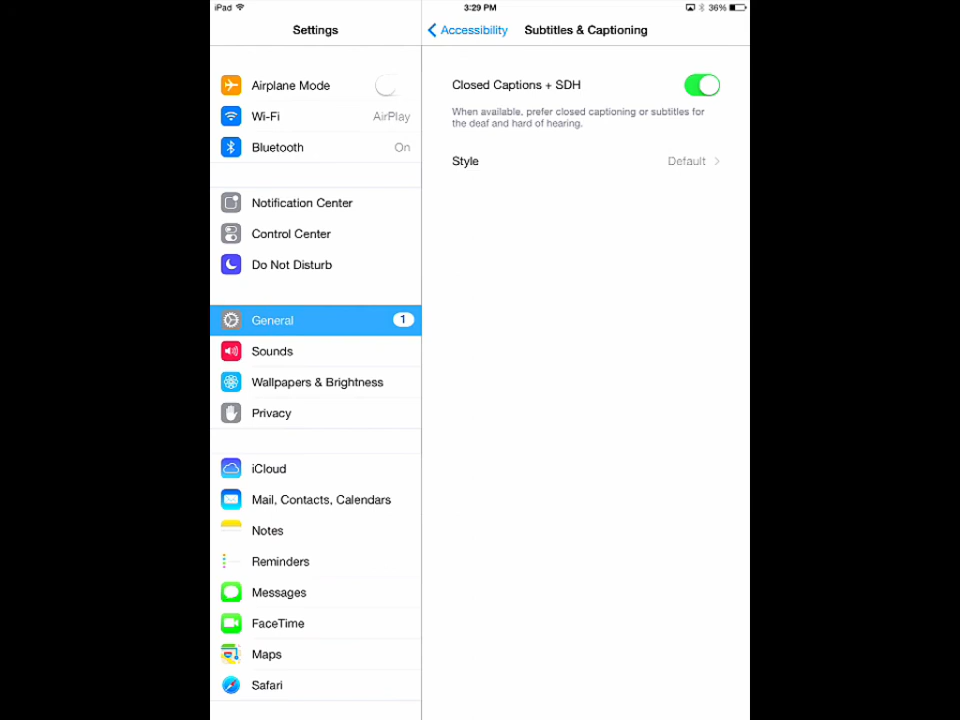 iPad
3:29 PM
36%
Settings
Accessibility
Subtitles & Captioning
Airplane Mode
Wi-Fi
AirPlay
Bluetooth
On
Notification Center
Control Center
Do Not Disturb
General
1
Sounds
Wallpapers & Brightness
Privacy
iCloud
Mail, Contacts, Calendars
Notes
Reminders
Messages
FaceTime
Maps
Safari
Closed Captions + SDH
When available, prefer closed captioning or subtitles for
the deaf and hard of hearing.
Style
Default